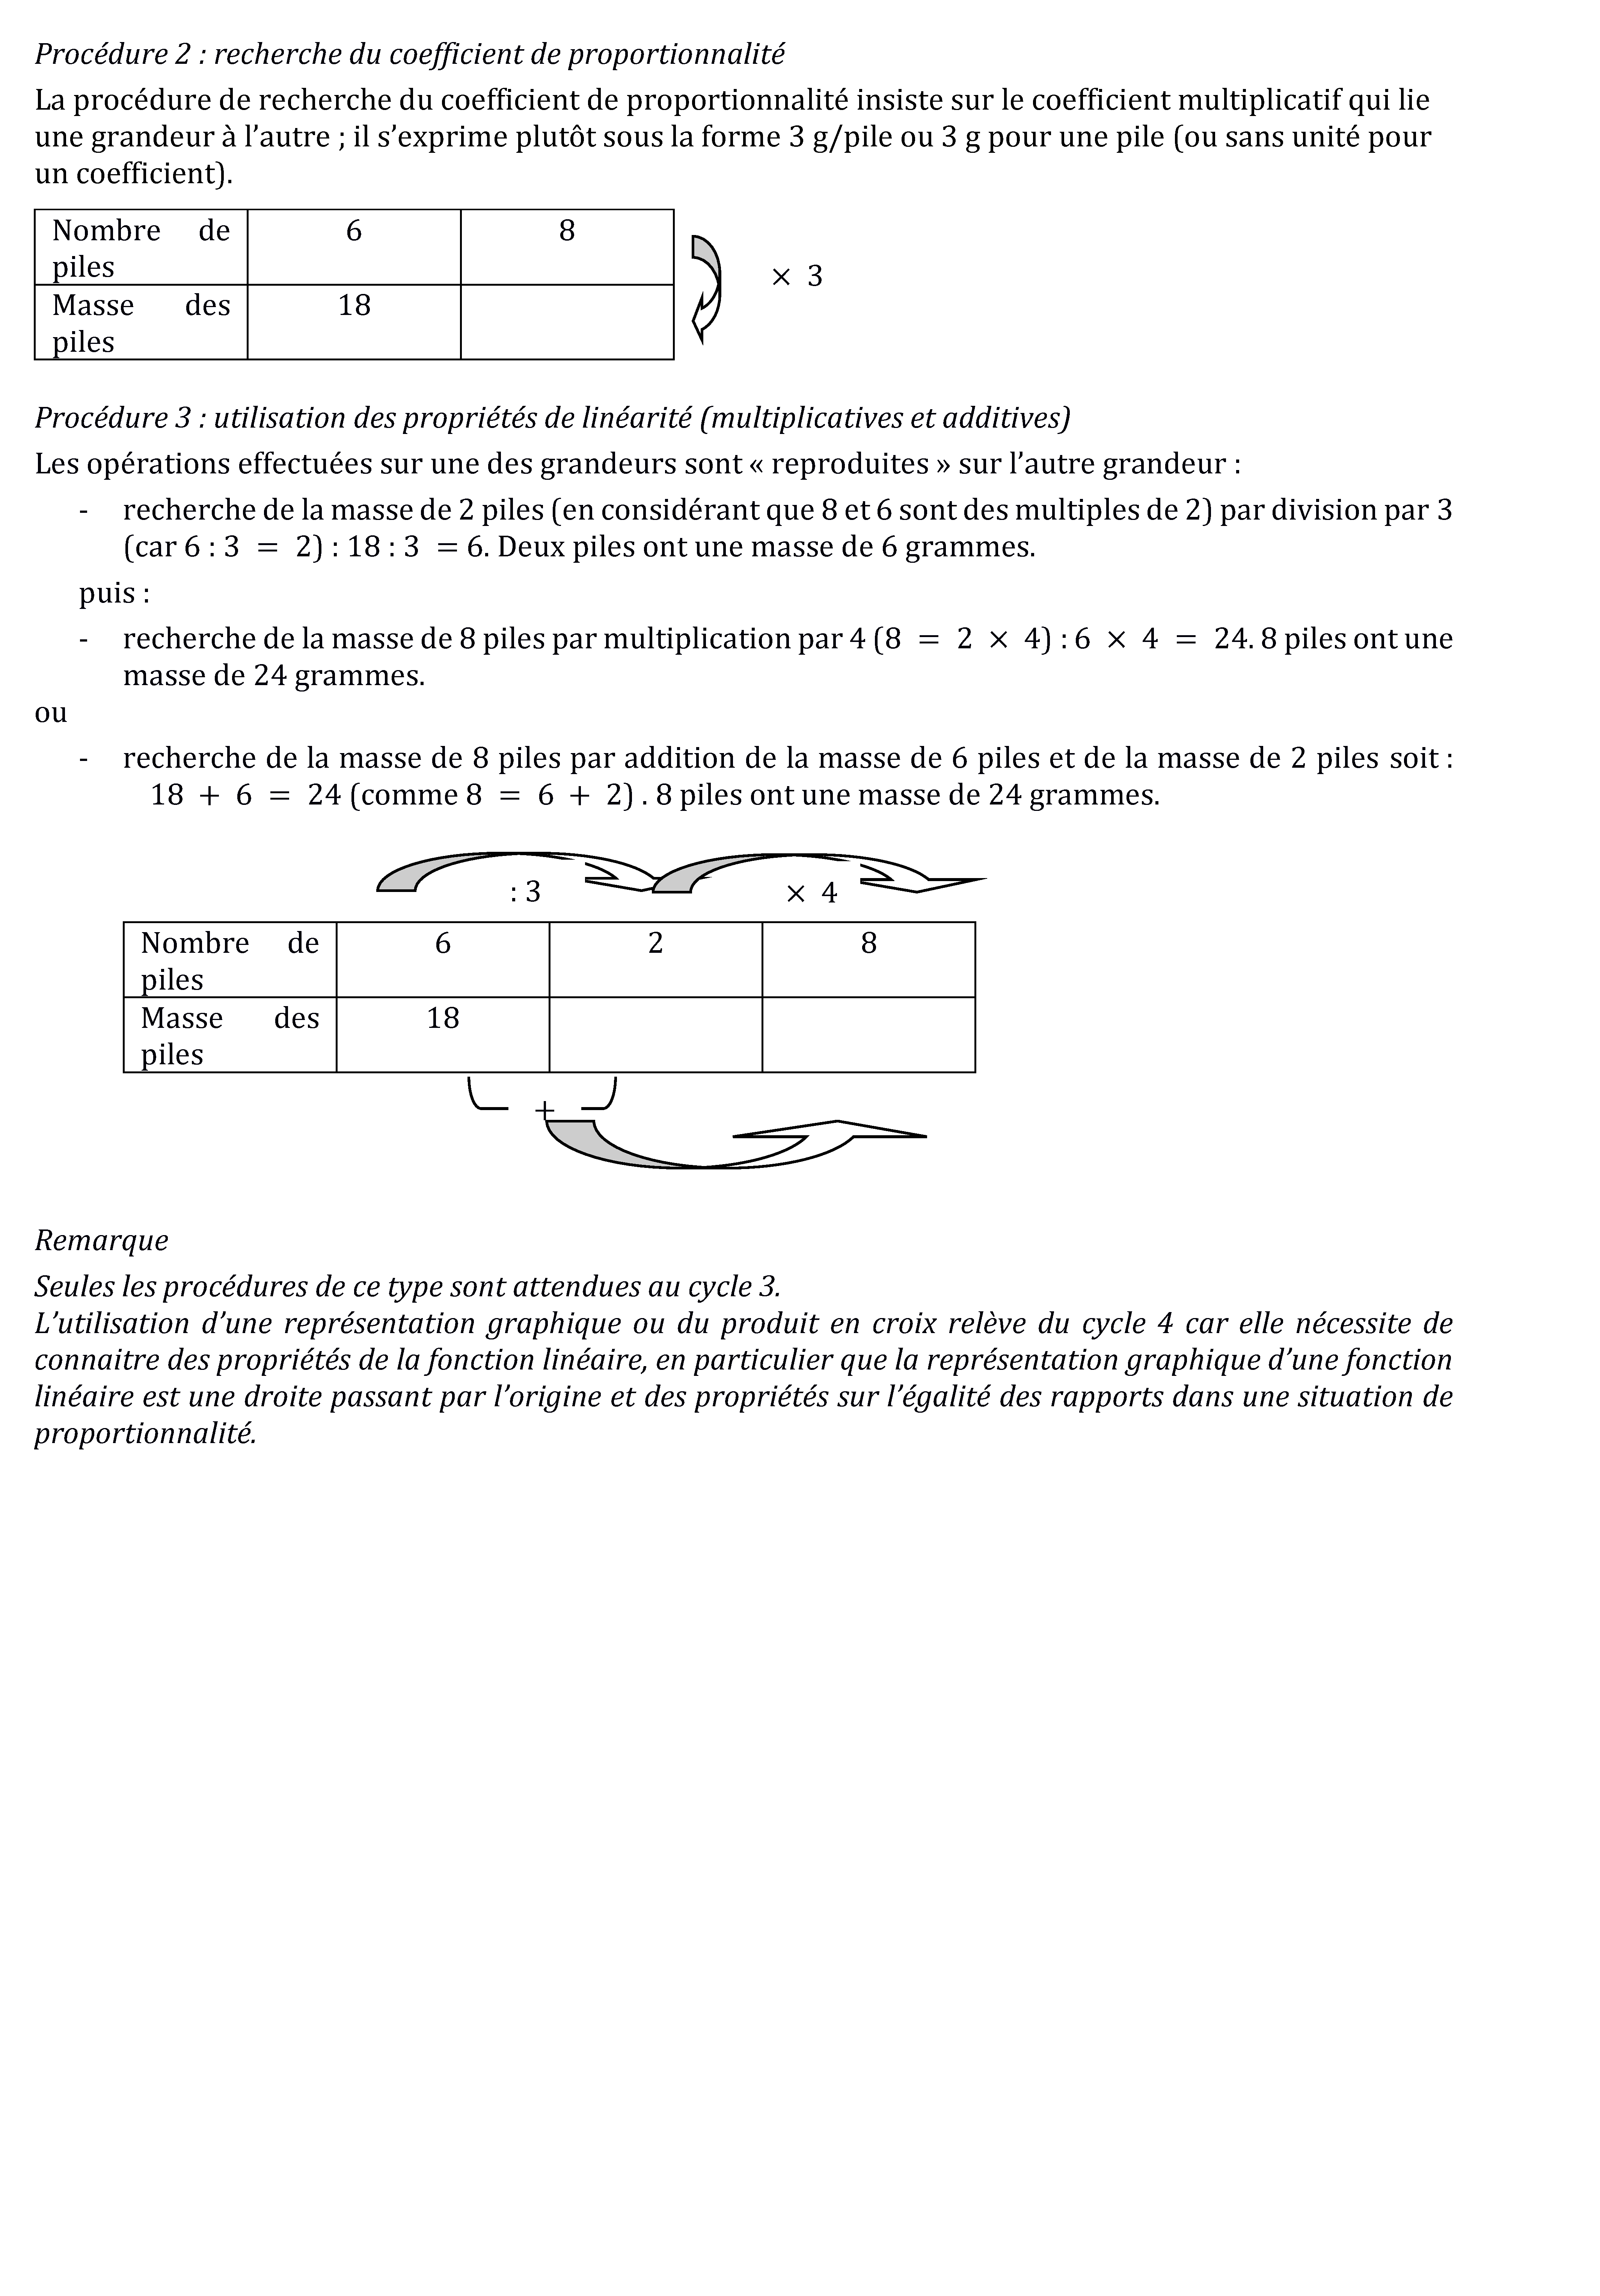 Procédure 2 : recherche du coefficient de proportionnalité
La procédure de recherche du coefficient de proportionnalité insiste sur le coefficient multiplicatif qui lie
une grandeur à l’autre ; il s’exprime plutôt sous la forme 3 g/pile ou 3 g pour une pile (ou sans unité pour
un coefficient).
Nombre de piles 6 8
Masse des piles 18
× 3
Procédure 3 : utilisation des propriétés de linéarité (multiplicatives et additives)
Les opérations effectuées sur une des grandeurs sont « reproduites » sur l’autre grandeur :
- recherche de la masse de 2 piles (en considérant que 8 et 6 sont des multiples de 2) par division par 3
(car 6 : 3 = 2) : 18 : 3 = 6. Deux piles ont une masse de 6 grammes.
puis :
- recherche de la masse de 8 piles par multiplication par 4 (8 = 2 × 4) : 6 × 4 = 24. 8 piles ont une
masse de 24 grammes.
ou
- recherche de la masse de 8 piles par addition de la masse de 6 piles et de la masse de 2 piles soit :
18 + 6 = 24 (comme 8 = 6 + 2) . 8 piles ont une masse de 24 grammes.
: 3 × 4
Nombre de piles 6 2 8
Masse des piles 18
+
Remarque
Seules les procédures de ce type sont attendues au cycle 3.
L’utilisation d’une représentation graphique ou du produit en croix relève du cycle 4 car elle nécessite de
connaitre des propriétés de la fonction linéaire, en particulier que la représentation graphique d’une fonction
linéaire est une droite passant par l’origine et des propriétés sur l’égalité des rapports dans une situation de
proportionnalité.